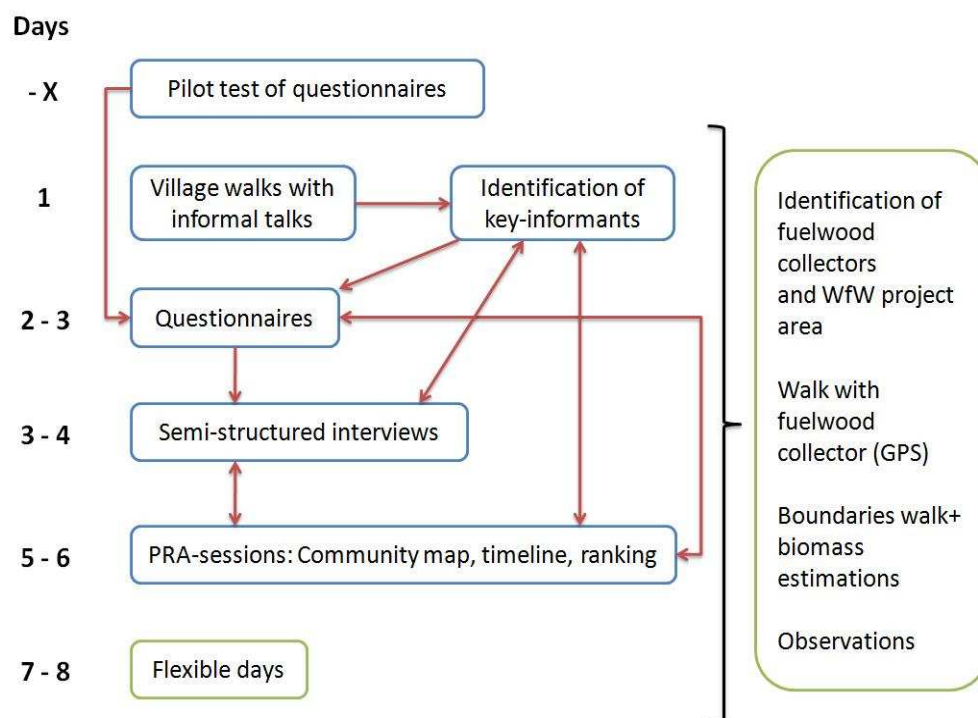 Days
- X
Pilot test of questionnaires
1
Village walks with
informal talks
Identification of
key-informants
2 - 3
Questionnaires
3 - 4
Semi-structured interviews
5 - 6
PRA-sessions: Community map, timeline, ranking
7 - 8
Flexible days
Identification of
fuelwood
collectors
and WfW project
area
Walk with
fuelwood
collector (GPS)
Boundaries walk+
biomass
estimations
Observations